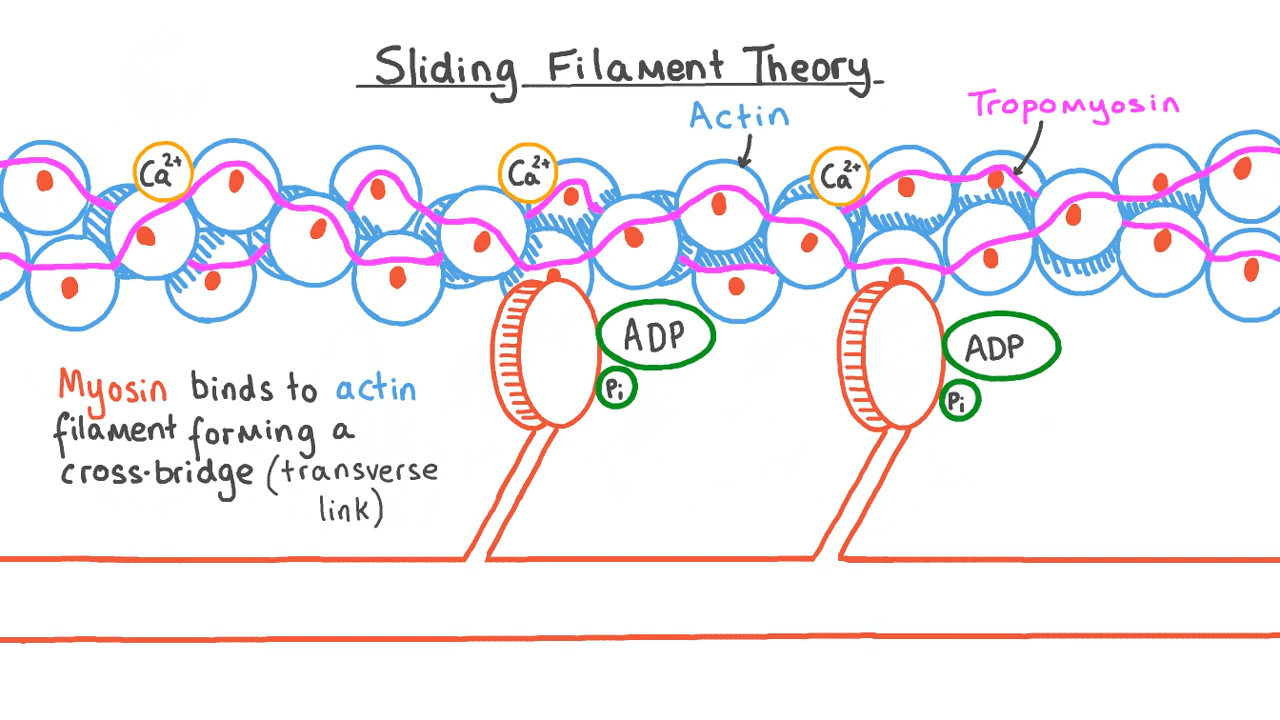 Sliding Filament Theory
Actin
Tropomyosin
Ca2+
Ca2+
Ca2+
ADP
Pi
ADP
Pi
Myosin binds to actin
filament forming a
cross-bridge (transverse
link)